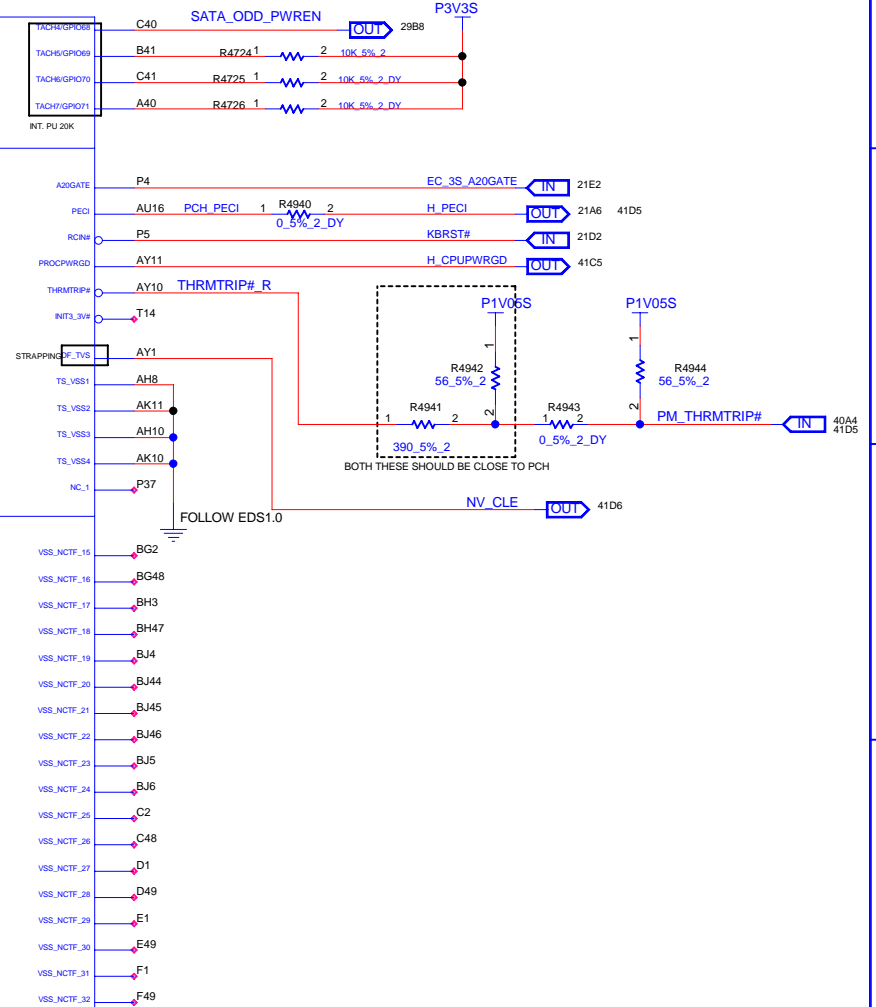 P3V3S
SATA_ODD_PWREN
TACH4/GPIO68 C40 OUT 29B8
TACH5/GPIO69 B41 R4724 1 2 10K_5%_2
TACH6/GPIO70 C41 R4725 1 2 10K_5%_2_DY
TACH7/GPIO71 A40 R4726 1 2 10K_5%_2_DY
INT. PU 20K
A20GATE P4 EC_3S_A20GATE IN 21E2
PECI AU16 PCH_PECI 1 R4940 2 H_PECI OUT 21A6 41D5
0_5%_2_DY
RCIN# P5 KBRST# IN 21D2
PROCPWRGD AY11 H_CPUPWRGD OUT 41C5
THRMTRIP# AY10 THRMTRIP#_R
P1V05S P1V05S
INIT3_3V# T14
1 1
STRAPPING DF_TVS AY1
R4942 R4944
56_5%_2 56_5%_2
TS_VSS1 AH8
2 2
TS_VSS2 AK11
R4941 R4943
1 2 1 2 PM_THRMTRIP# IN 40A4
41D5
TS_VSS3 AH10
390_5%_2 0_5%_2_DY
TS_VSS4 AK10
BOTH THESE SHOULD BE CLOSE TO PCH
NC_1 P37
NV_CLE OUT 41D6
FOLLOW EDS1.0
VSS_NCTF_15 BG2
VSS_NCTF_16 BG48
VSS_NCTF_17 BH3
VSS_NCTF_18 BH47
VSS_NCTF_19 BJ4
VSS_NCTF_20 BJ44
VSS_NCTF_21 BJ45
VSS_NCTF_22 BJ46
VSS_NCTF_23 BJ5
VSS_NCTF_24 BJ6
VSS_NCTF_25 C2
VSS_NCTF_26 C48
VSS_NCTF_27 D1
VSS_NCTF_28 D49
VSS_NCTF_29 E1
VSS_NCTF_30 E49
VSS_NCTF_31 F1
VSS_NCTF_32 F49